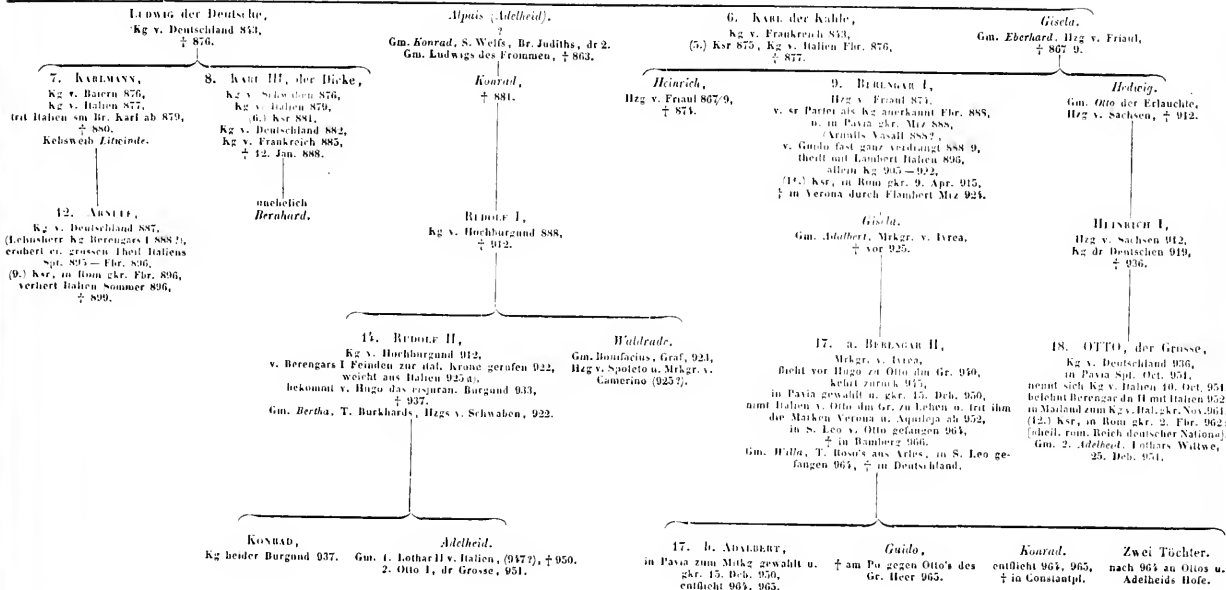 LUDWIG der Deutsche,
Kg v. Deutschland 843,
† 876.
Alpais (Adelheid).
?
Gm. Konrad, S. Welfs, Br. Judiths, dr 2.
Gm. Ludwigs des Frommen, † 863.
6. KARL der Kahle,
Kg v. Frankreich 843,
(5.) Ksr 875, Kg v. Italien Fbr. 876,
† 877.
Gisela.
Gm. Eberhard, Hzg v. Friaul,
† 867/9.
7. KARLMANN,
Kg v. Baiern 876,
Kg v. Italien 877,
trit Italien sm Br. Karl ab 879,
† 880.
Kebsweib Litwinde.
8. KARL III, der Dicke,
Kg v. Schwaben 876,
Kg v. Italien 879,
(6.) Ksr 881,
Kg v. Deutschland 882,
Kg v. Frankreich 885,
† 12. Jan. 888.
Konrad,
† 881.
Heinrich,
Hzg v. Friaul 867/9,
† 874.
9. BERENGAR I,
Hzg v. Friaul 874,
v. sr Partei als Kg anerkannt Fbr. 888,
u. in Pavia gkr. Mrz 888,
(Arnulfs Vasall 888?),
v. Guido fast ganz verdrängt 888/9,
theilt mit Lambert Italien 896,
allein Kg 905—922,
Ksr, in Rom gkr. 9. Apr. 915,
† in Verona durch Flambert Mrz 924.
Hedwig.
Gm. Otto der Erlauchte,
Hzg v. Sachsen, † 912.
unehelich
Bernhard.
12. ARNULF,
Kg v. Deutschland 887,
(Lehnsherr Kg Berengars I 888?),
erobert en. grossen Theil Italiens
Spt. 895 — Fbr. 896,
(9.) Ksr, in Rom gkr. Fbr. 896,
verliert Italien Sommer 896,
† 899.
RUDOLF I,
Kg v. Hochburgund 888,
† 912.
Gisela.
Gm. Adalbert, Mrkgr. v. Ivrea,
† vor 925.
HEINRICH I,
Hzg v. Sachsen 912,
Kg dr Deutschen 919,
† 936.
14. RUDOLF II,
Kg v. Hochburgund 912,
v. Berengars I Feinden zur ital. Krone gerufen 922,
weicht aus Italien 925 a),
bekommt v. Hugo das cisjuran. Burgund 933,
† 937.
Gm. Bertha, T. Burkhards, Hzgs v. Schwaben, 922.
Waldrade.
Gm. Bonifacius, Graf, 923,
Hzg v. Spoleto u. Mrkgr. v.
Camerino (925?).
17. a. BERENGAR II,
Mrkgr. v. Ivrea,
flieht vor Hugo zu Otto dm Gr. 940,
kehrt zurück 945,
in Pavia gewählt u. gkr. 15. Dcb. 950,
nimt Italien v. Otto dm Gr. zu Lehen u. trit ihm
die Marken Verona u. Aquileja ab 952,
in S. Leo v. Otto gefangen 964,
† in Bamberg 966.
Gm. Willa, T. Boso's aus Arles, in S. Leo ge-
fangen 964, † in Deutschland.
18. OTTO, der Grosse,
Kg v. Deutschland 936,
in Pavia Spt. Oct. 951,
nennt sich Kg v. Italien 10. Oct. 951
belehnt Berengar dn II mit Italien 952
in Mailand zum Kg v. Ital. gkr. Nov. 961
(12.) Ksr, in Rom gkr. 2. Fbr. 962
(heil. röm. Reich deutscher Nation).
Gm. 2. Adelheid, Lothars Wittwe,
25. Dcb. 951.
KONRAD,
Kg beider Burgund 937.
Adelheid.
Gm. 1. Lothar II v. Italien, (947?), † 950.
2. Otto I, dr Grosse, 951.
17. b. ADALBERT,
in Pavia zum Mitkg gewählt u.
gkr. 15. Dcb. 950,
entflieht 964, 965.
Guido,
† am Po gegen Otto's des
Gr. Heer 965.
Konrad.
entflieht 964, 965,
† in Constantpl.
Zwei Töchter.
nach 964 an Ottos u.
Adelheids Hofe.